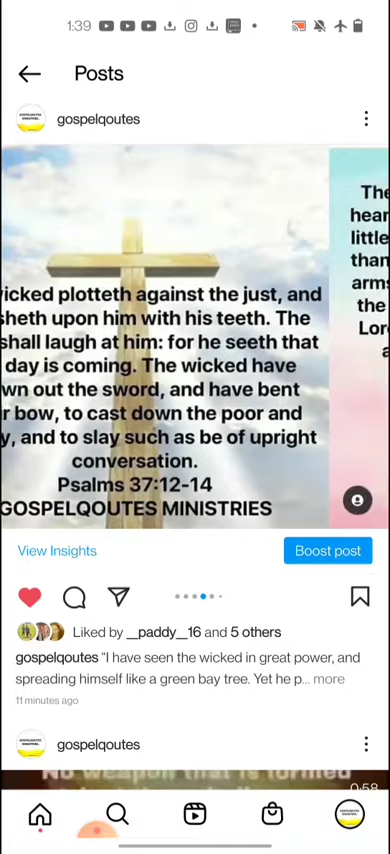 1:39
Posts
gospelqoutes
wicked plotteth against the just, and
sheth upon him with his teeth. The
shall laugh at him: for he seeth that
day is coming. The wicked have
wn out the sword, and have bent
r bow, to cast down the poor and
y, and to slay such as be of upright
conversation.
Psalms 37:12-14
GOSPELQOUTES MINISTRIES
The
hear
little
than
arms
the
Lor
a
View Insights
Boost post
Liked by __paddy__16 and 5 others
gospelqoutes "I have seen the wicked in great power, and
spreading himself like a green bay tree. Yet he p... more
11 minutes ago
gospelqoutes
No weapon that is formed
0:58